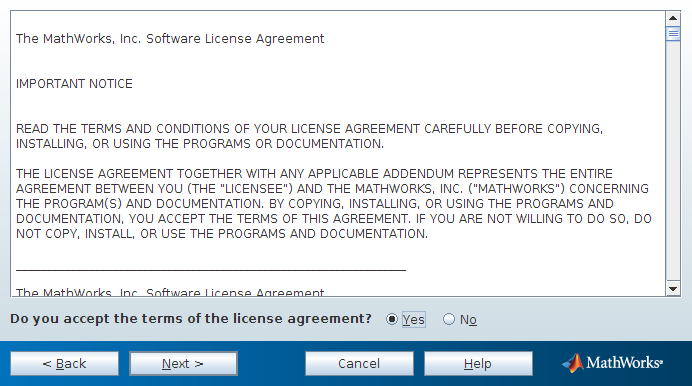 The MathWorks, Inc. Software License Agreement
IMPORTANT NOTICE
READ THE TERMS AND CONDITIONS OF YOUR LICENSE AGREEMENT CAREFULLY BEFORE COPYING,
INSTALLING, OR USING THE PROGRAMS OR DOCUMENTATION.
THE LICENSE AGREEMENT TOGETHER WITH ANY APPLICABLE ADDENDUM REPRESENTS THE ENTIRE
AGREEMENT BETWEEN YOU (THE "LICENSEE") AND THE MATHWORKS, INC. ("MATHWORKS") CONCERNING
THE PROGRAM(S) AND DOCUMENTATION. BY COPYING, INSTALLING, OR USING THE PROGRAMS AND
DOCUMENTATION, YOU ACCEPT THE TERMS OF THIS AGREEMENT. IF YOU ARE NOT WILLING TO DO SO, DO
NOT COPY, INSTALL, OR USE THE PROGRAMS AND DOCUMENTATION.
The MathWorks, Inc. Software License Agreement
Do you accept the terms of the license agreement? Yes No
< Back Next > Cancel Help MathWorks®